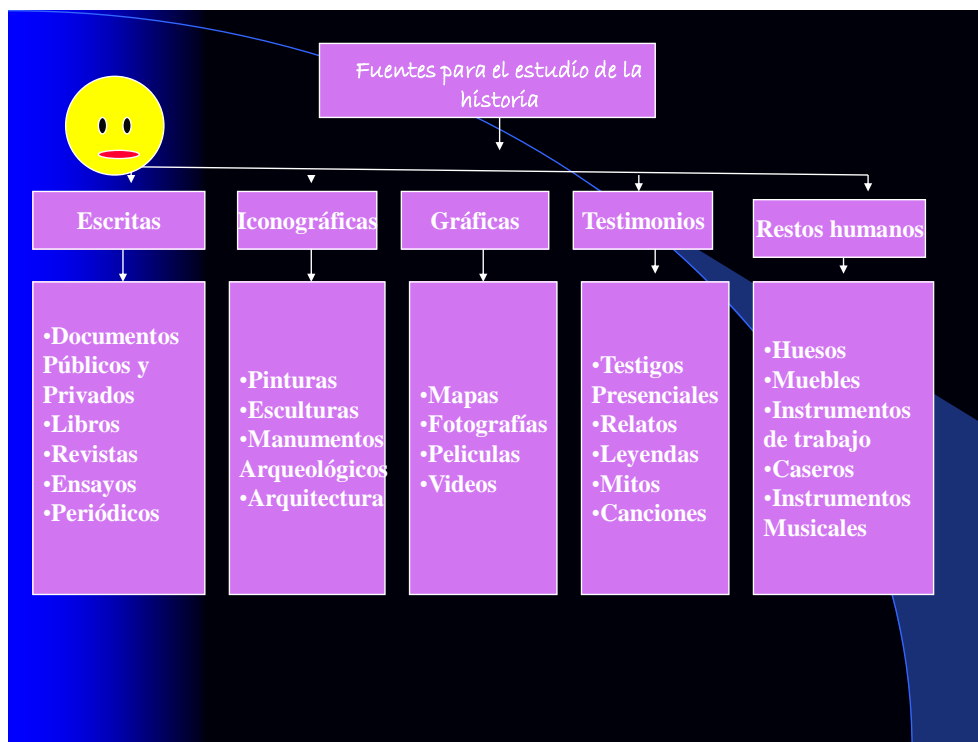 Fuentes para el estudio de la
historia
Escritas
Iconográficas
Gráficas
Testimonios
Restos humanos
•Documentos
Públicos y
Privados
•Libros
•Revistas
•Ensayos
•Periódicos
•Pinturas
•Esculturas
•Manumentos
Arqueológicos
•Arquitectura
•Mapas
•Fotografías
•Peliculas
•Videos
•Testigos
Presenciales
•Relatos
•Leyendas
•Mitos
•Canciones
•Huesos
•Muebles
•Instrumentos
de trabajo
•Caseros
•Instrumentos
Musicales